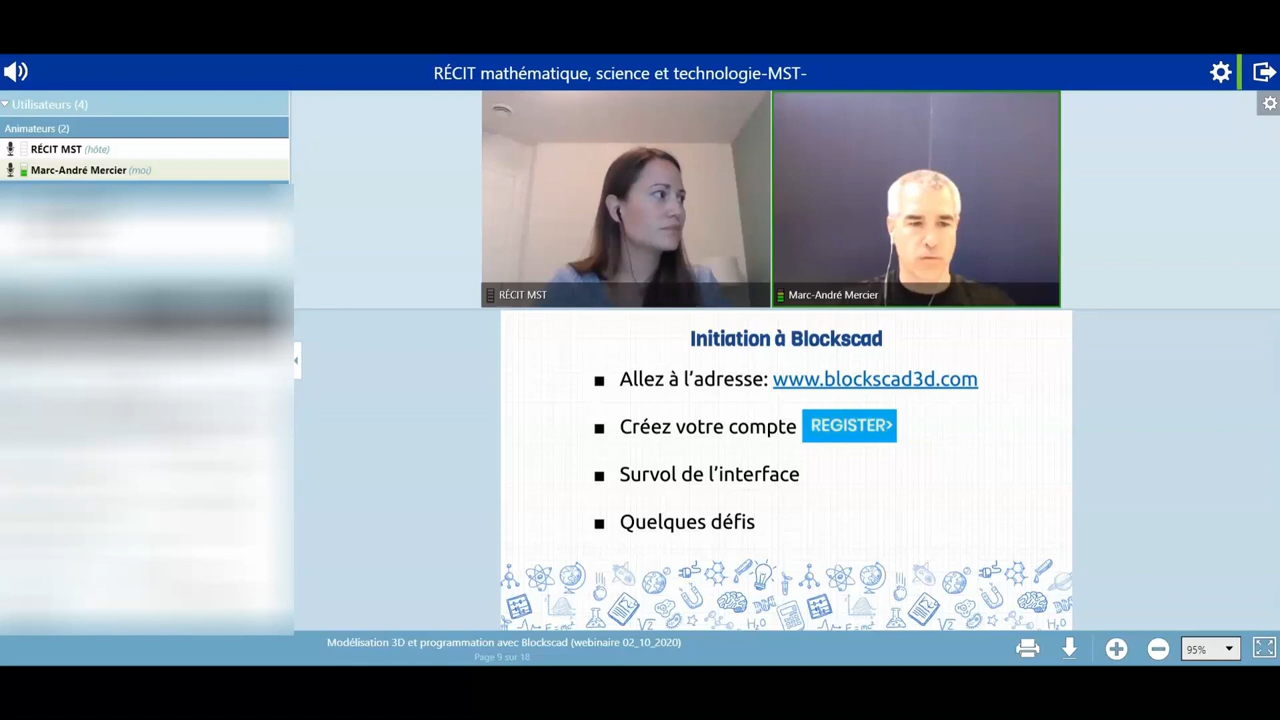 RÉCIT mathématique, science et technologie-MST-
Utilisateurs (4)
Animateurs (2)
RÉCIT MST (hôte)
Marc-André Mercier (moi)
RÉCIT MST
Marc-André Mercier
Initiation à Blockscad
■ Allez à l’adresse: www.blockscad3d.com
■ Créez votre compte REGISTER>
■ Survol de l’interface
■ Quelques défis
Modélisation 3D et programmation avec Blockscad (webinaire 02_10_2020)
Page 9 sur 18
95%